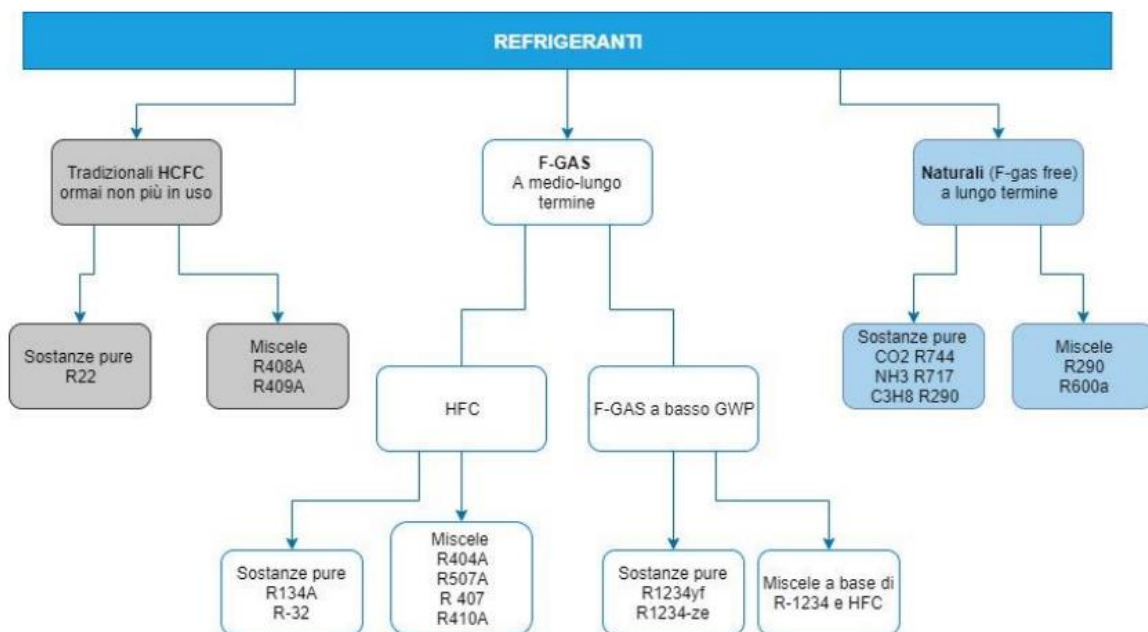 REFRIGERANTI
Tradizionali HCFC
ormai non più in uso
F-GAS
A medio-lungo
termine
Naturali (F-gas free)
a lungo termine
Sostanze pure
R22
Miscele
R408A
R409A
Sostanze pure
CO2 R744
NH3 R717
C3H8 R290
Miscele
R290
R600a
HFC
F-GAS a basso GWP
Sostanze pure
R134A
R-32
Miscele
R404A
R507A
R 407
R410A
Sostanze pure
R1234yf
R1234-ze
Miscele a base di
R-1234 e HFC